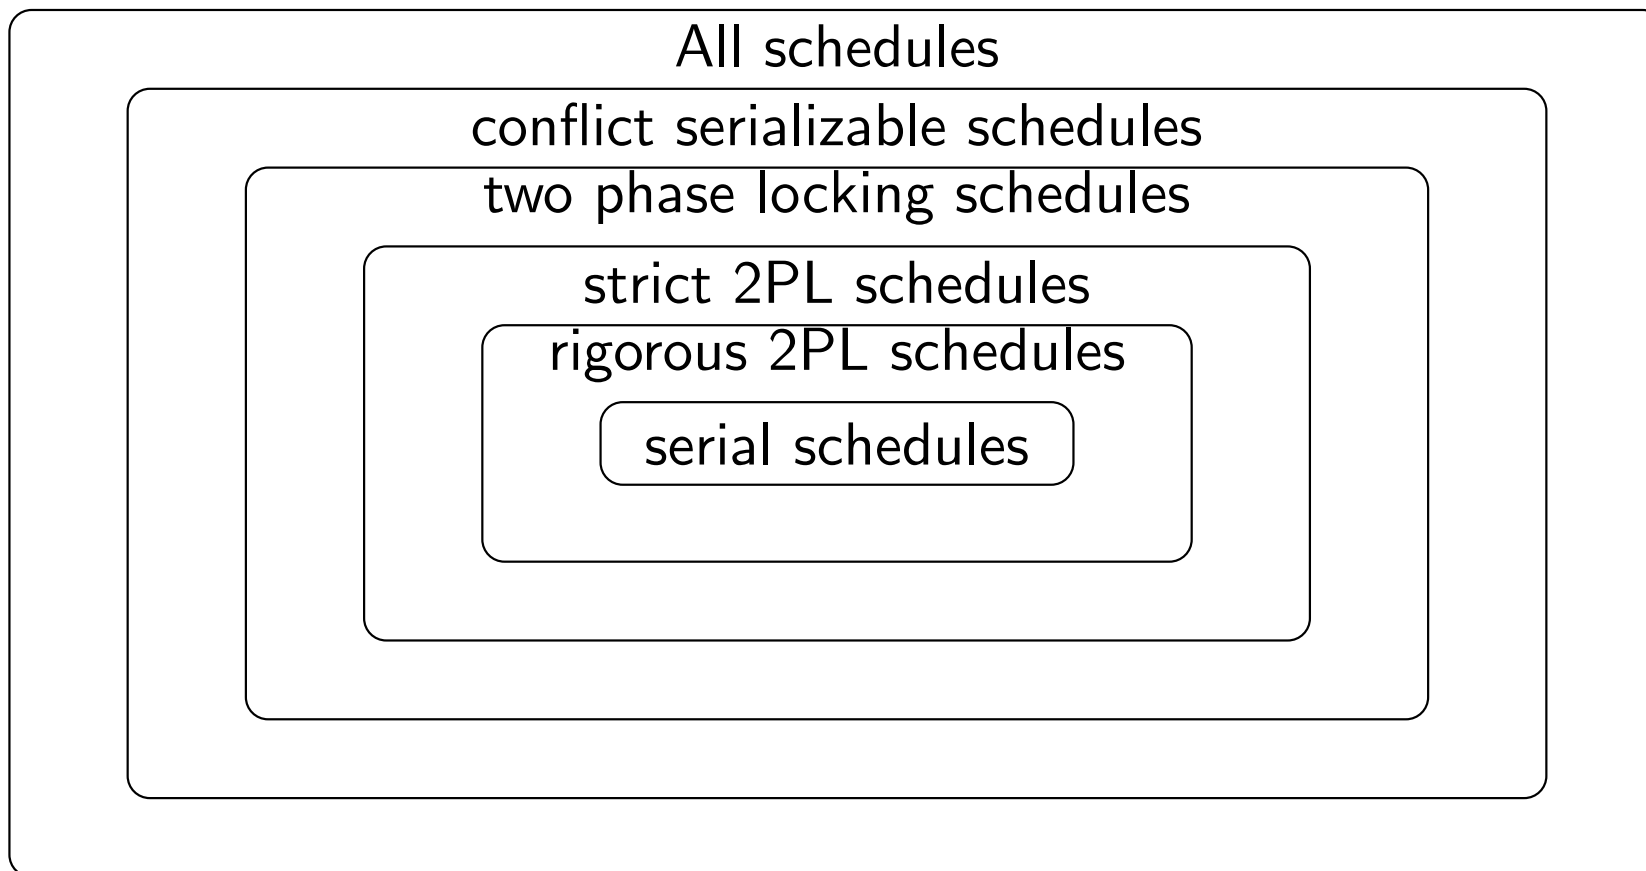 All schedules
conflict serializable schedules
two phase locking schedules
strict 2PL schedules
rigorous 2PL schedules
serial schedules